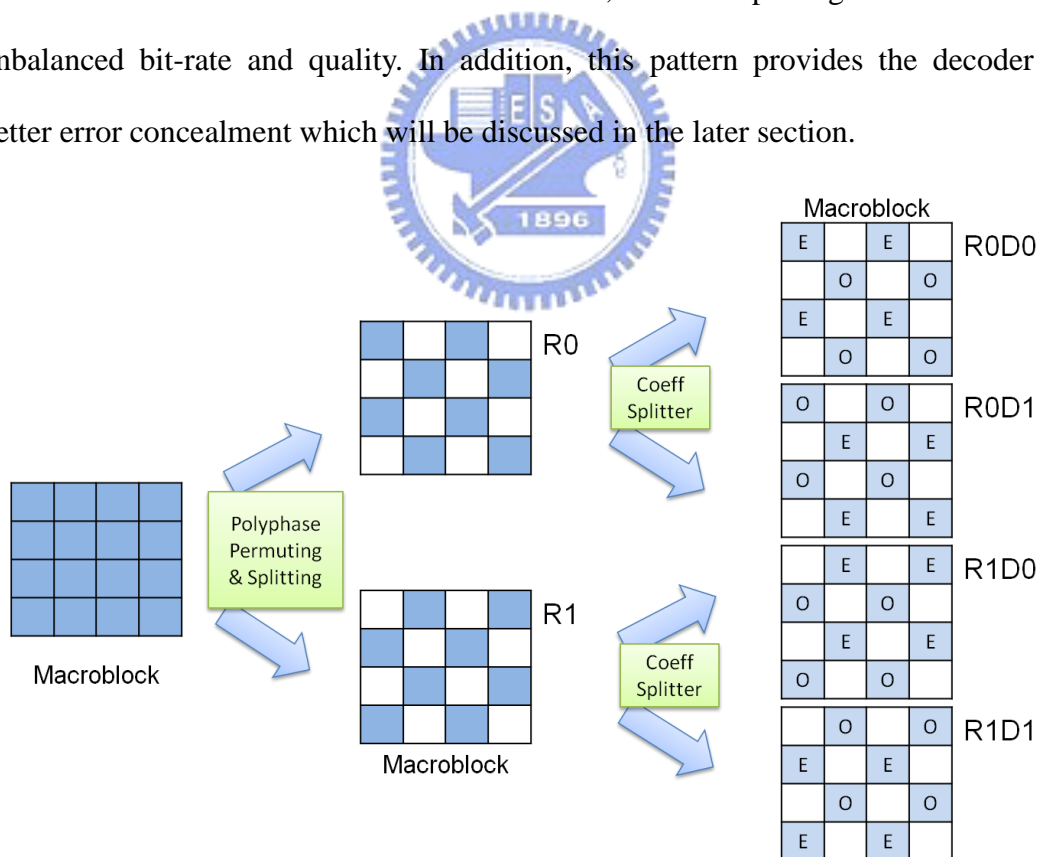 nbalanced bit-rate and quality. In addition, this pattern provides the decoder
etter error concealment which will be discussed in the later section.
E S A
1896
Macroblock
E E
O O
E E
O O
R0D0
R0
Coeff
Splitter
O O
E E
O O
E E
R0D1
Polyphase
Permuting
& Splitting
Macroblock
E E
O O
E E
O O
R1D0
R1
Coeff
Splitter
Macroblock
O O
E E
O O
E E
R1D1